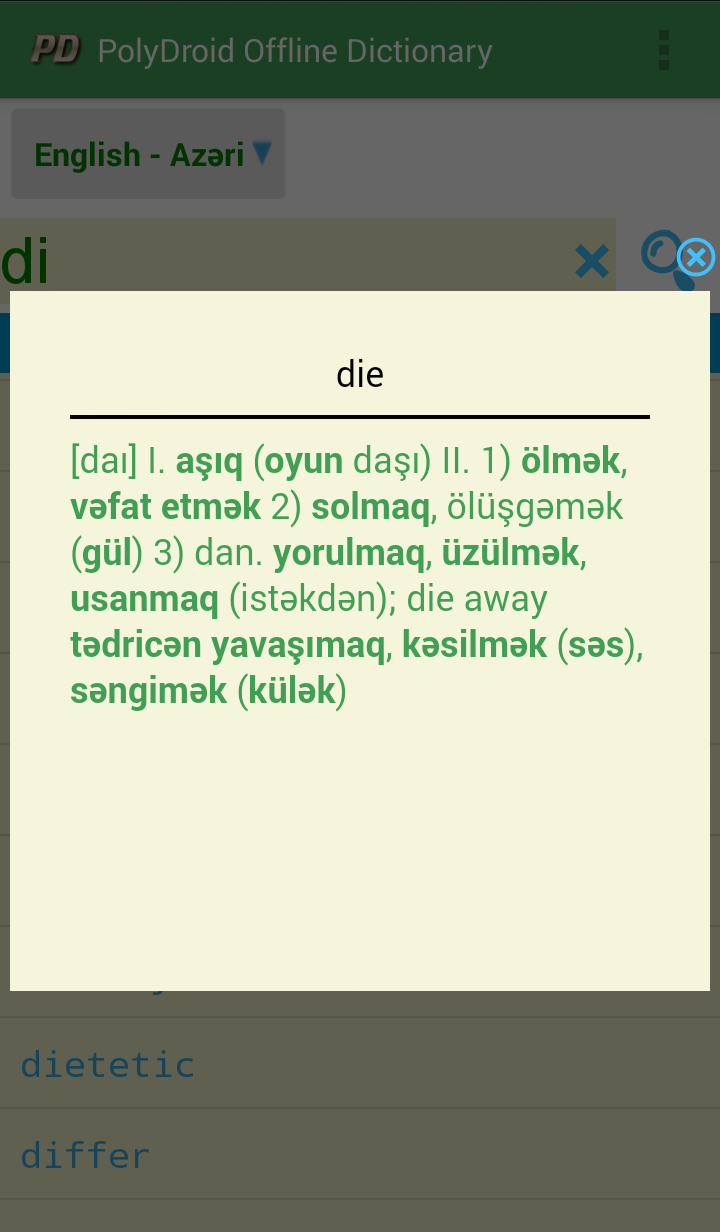 PD PolyDroid Offline Dictionary
English - Azəri
di
die
[daı] I. aşıq (oyun daşı) II. 1) ölmək,
vəfat etmək 2) solmaq, ölüşgəmək
(gül) 3) dan. yorulmaq, üzülmək,
usanmaq (istəkdən); die away
tədricən yavaşımaq, kəsilmək (səs),
səngimək (külək)
dietetic
differ